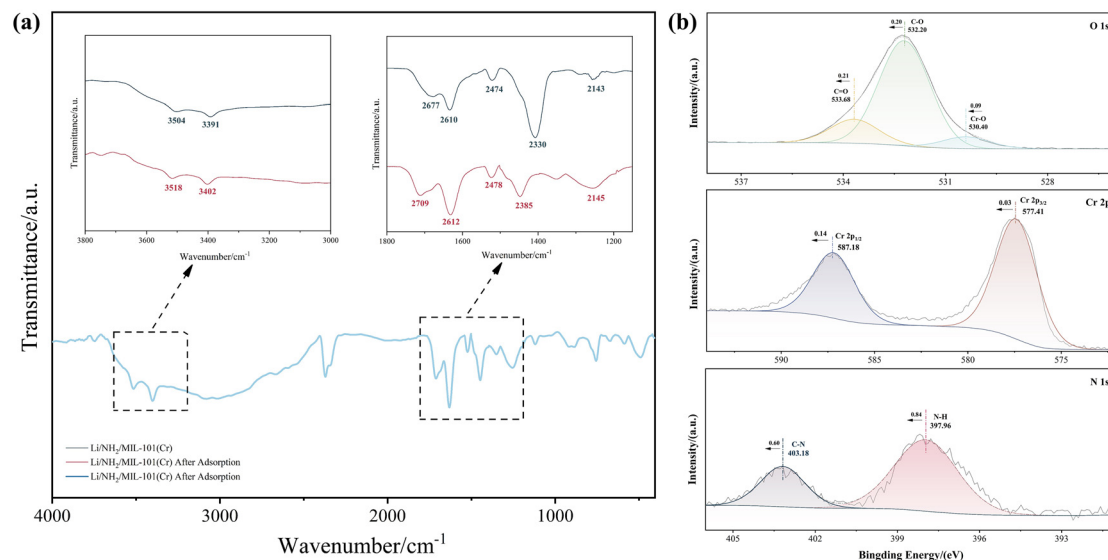 (a)
Transmittance/a.u.
3504
3391
3518
3402
3800
3600
3400
3200
3000
Wavenumber/cm-1
Transmittance/a.u.
2677
2610
2474
2330
2143
2709
2612
2478
2385
2145
1800
1600
1400
1200
Wavenumber/cm-1
Transmittance/a.u.
Li/NH2/MIL-101(Cr)
Li/NH2/MIL-101(Cr) After Adsorption
Li/NH2/MIL-101(Cr) After Adsorption
4000
3000
2000
1000
Wavenumber/cm-1
(b)
O 1s
Intensity/(a.u.)
0.20
C-O
532.20
0.21
C=O
533.68
0.09
Cr-O
530.40
537
534
531
528
Cr 2p
Intensity/(a.u.)
0.14
Cr 2p1/2
587.18
0.03
Cr 2p3/2
577.41
590
585
580
575
N 1s
Intensity/(a.u.)
0.60
C-N
403.18
0.84
N-H
397.96
405
402
399
396
393
Bingding Energy/(eV)